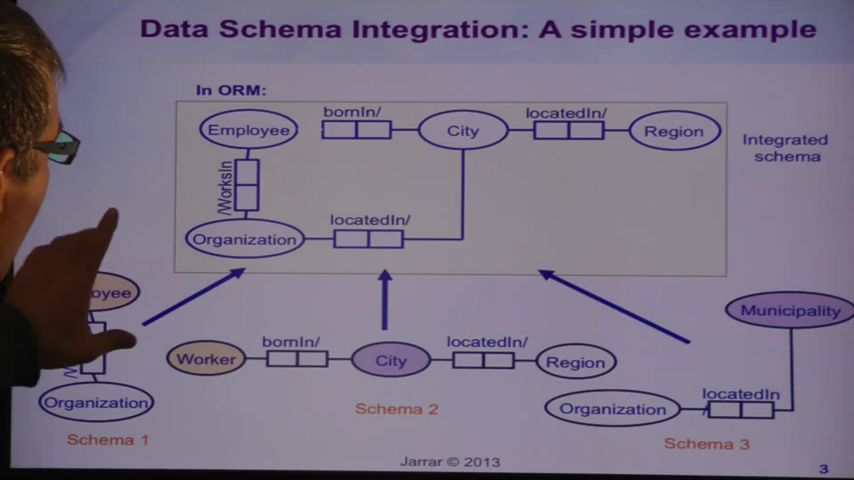 Data Schema Integration: A simple example
In ORM:
bornIn/
locatedIn/
Employee
City
Region
Integrated
schema
/WorksIn
locatedIn/
Organization
oyee
Municipality
bornIn/
locatedIn/
Worker
City
Region
Organization
locatedIn
Organization
Schema 1
Schema 2
Schema 3
Jarrar © 2013
3